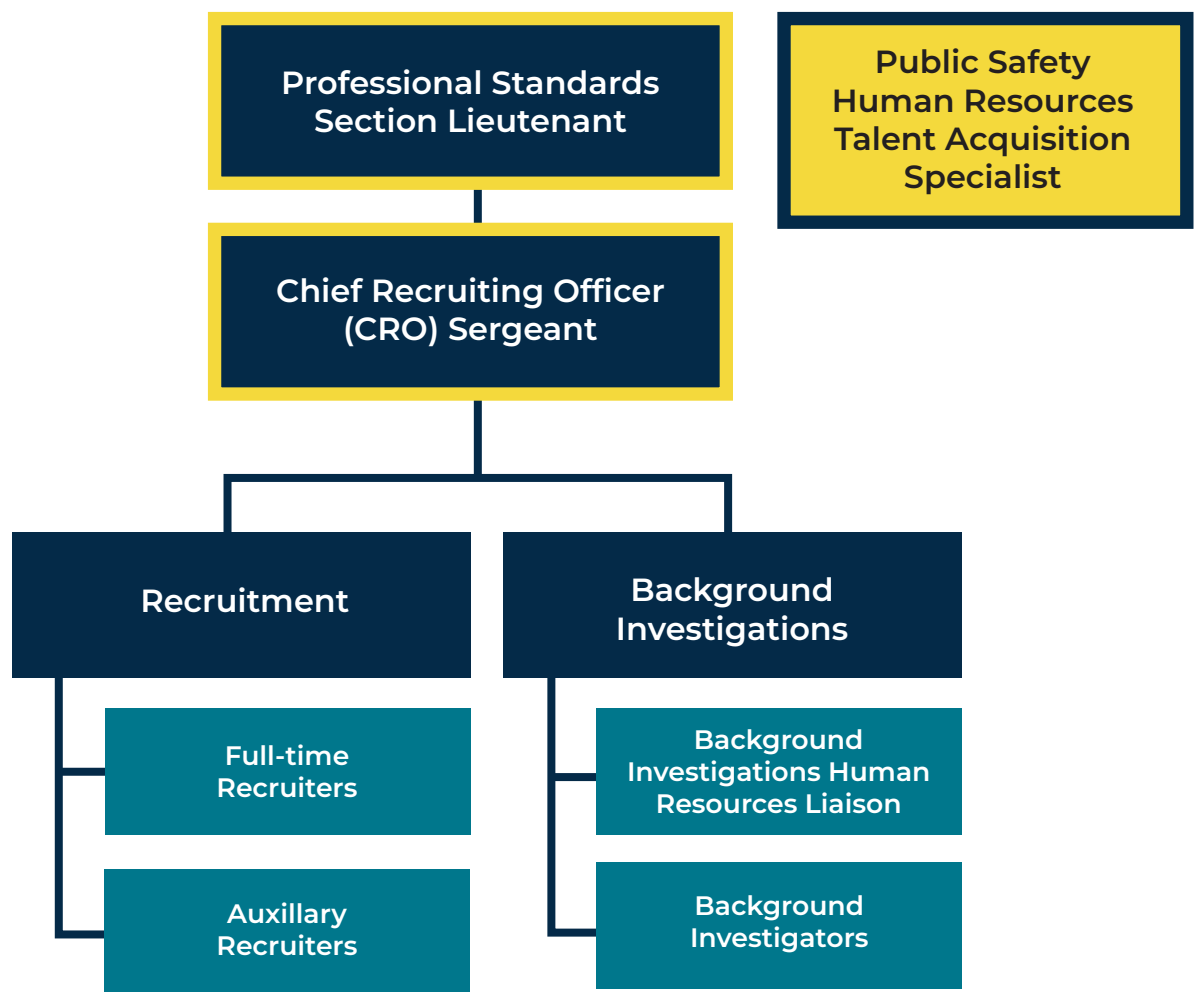 Professional Standards
Section Lieutenant
Public Safety
Human Resources
Talent Acquisition
Specialist
Chief Recruiting Officer
(CRO) Sergeant
Recruitment
Background
Investigations
Full-time
Recruiters
Background
Investigations Human
Resources Liaison
Auxillary
Recruiters
Background
Investigators